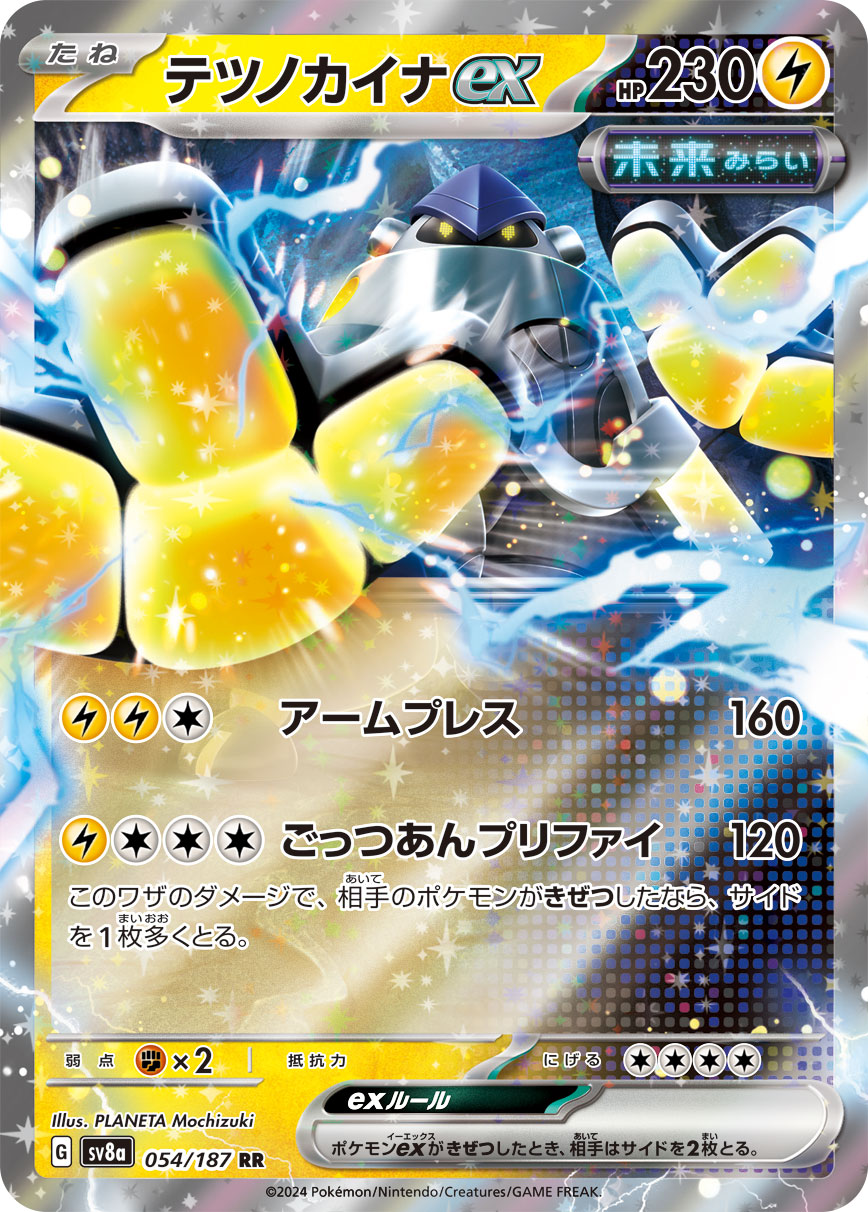 たね テツノカイナex HP230
未来 みらい
アームプレス 160
ごっつあんプリファイ 120
このワザのダメージで、相手のポケモンがきぜつしたなら、サイド
を1枚多くとる。
弱点 ×2 抵抗力 にげる
exルール
ポケモンexがきぜつしたとき、相手はサイドを2枚とる。
Illus. PLANETA Mochizuki
G sv8a 054/187 RR
©2024 Pokémon/Nintendo/Creatures/GAME FREAK.